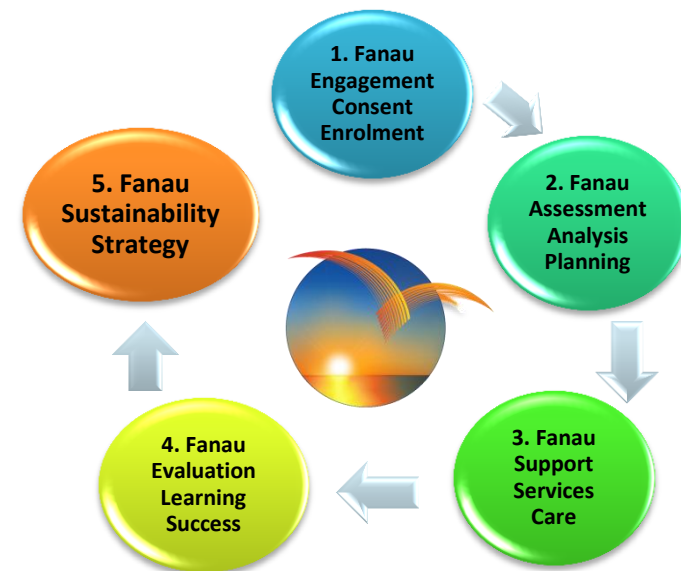 1. Fanau
Engagement
Consent
Enrolment
2. Fanau
Assessment
Analysis
Planning
3. Fanau
Support
Services
Care
4. Fanau
Evaluation
Learning
Success
5. Fanau
Sustainability
Strategy